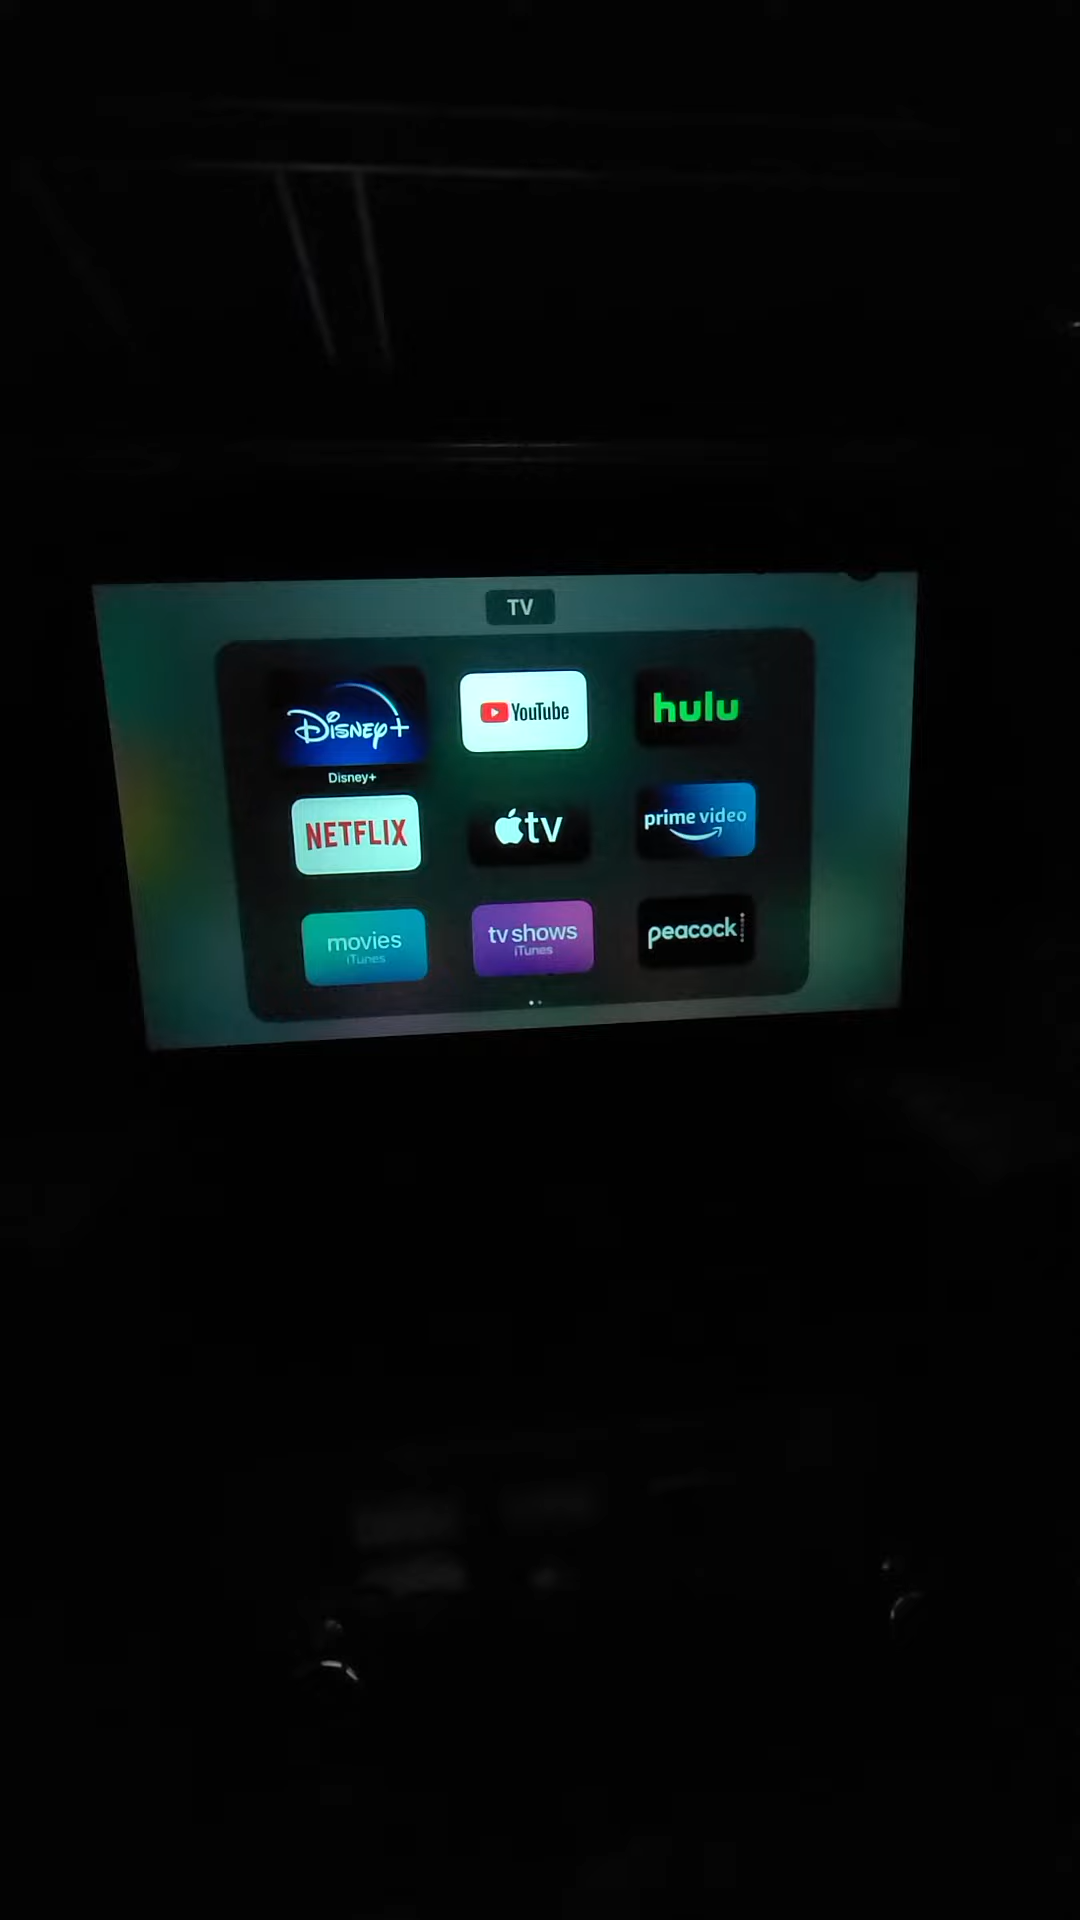 TV
Disney+
YouTube
hulu
Disney+
NETFLIX
tv
prime video
movies
iTunes
tv shows
iTunes
peacock